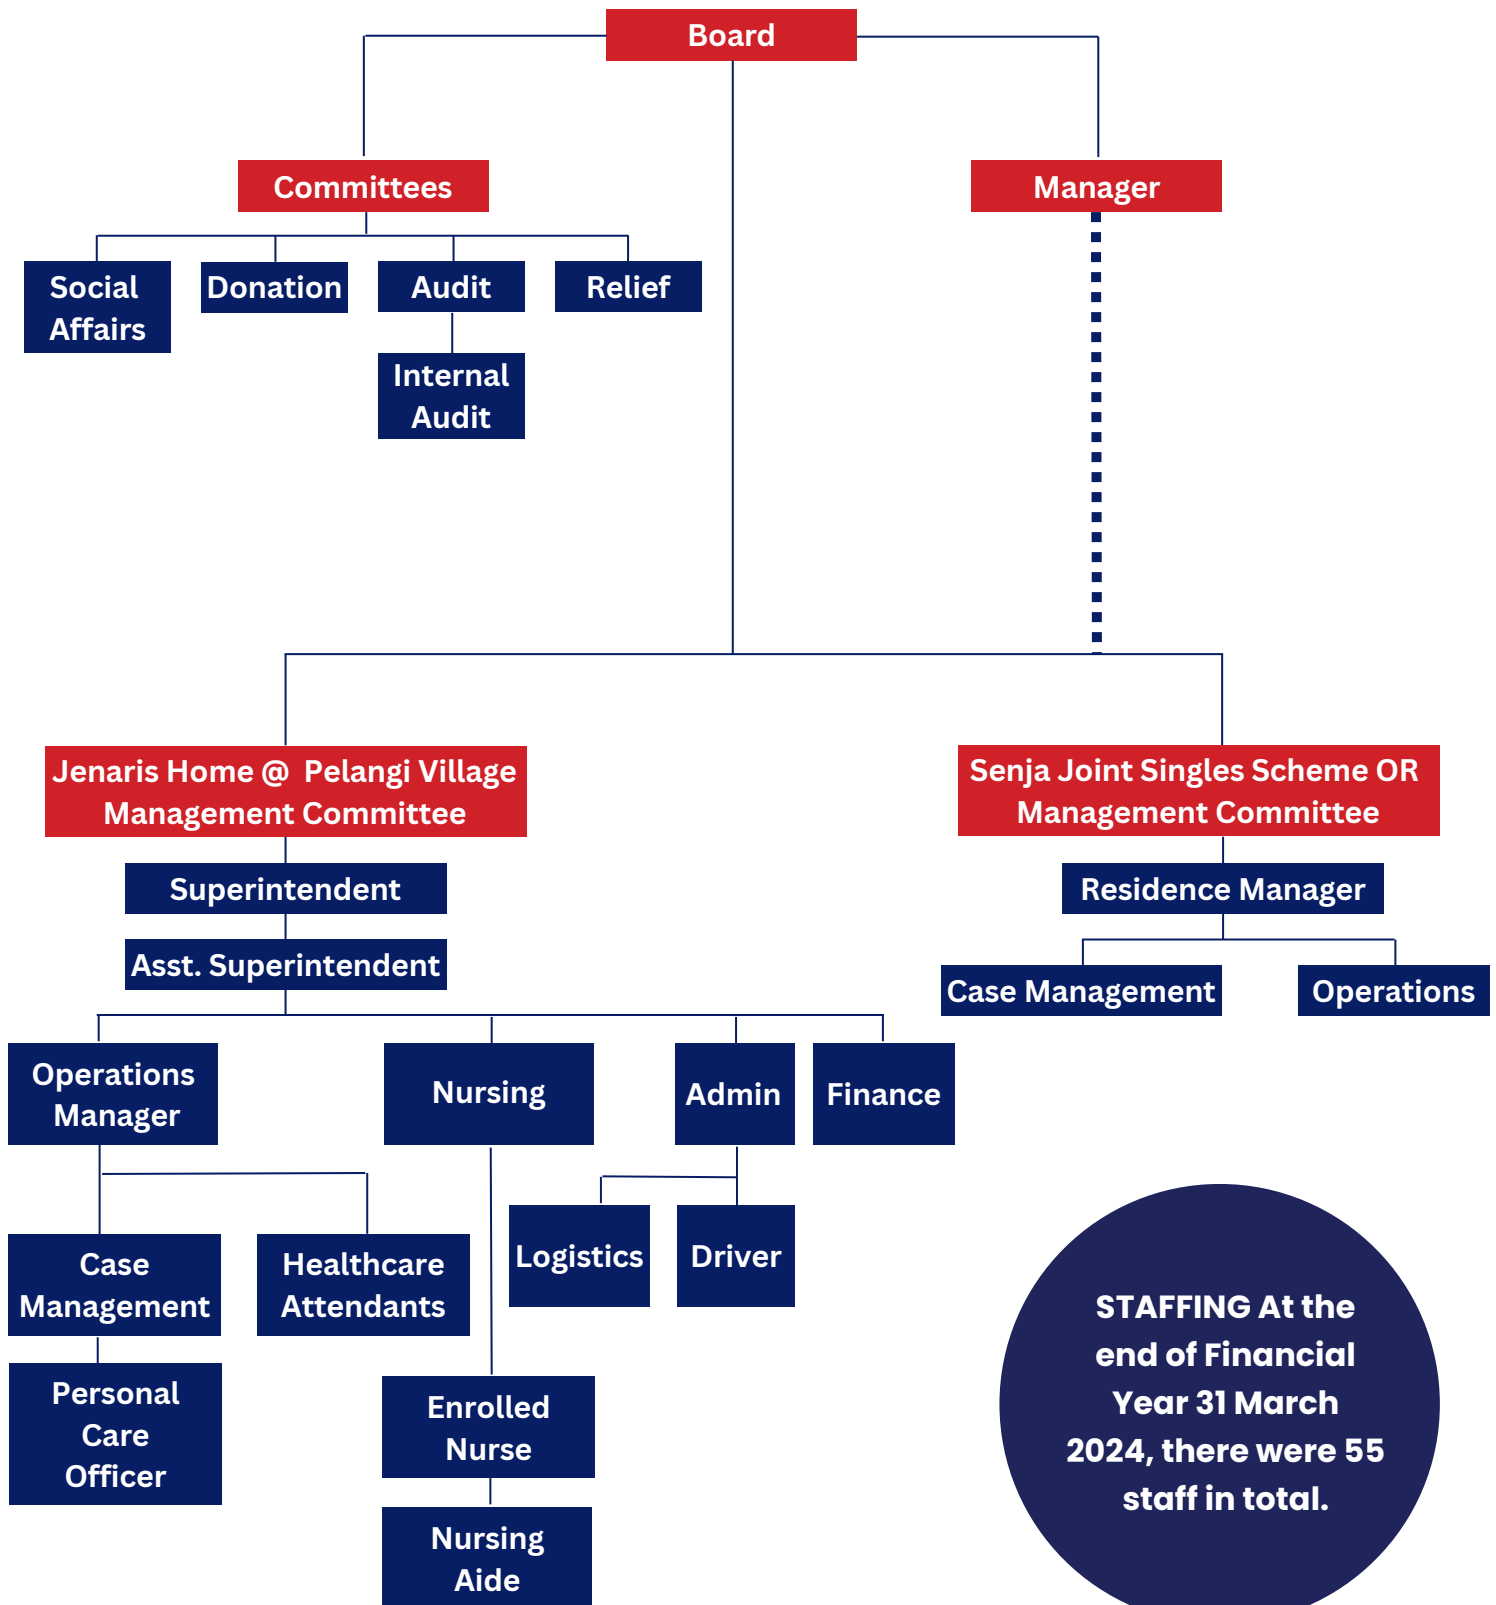 Board
Committees
Manager
Social
Affairs
Donation
Audit
Relief
Internal
Audit
Jenaris Home @ Pelangi Village
Management Committee
Senja Joint Singles Scheme OR
Management Committee
Superintendent
Residence Manager
Asst. Superintendent
Case Management
Operations
Operations
Manager
Nursing
Admin
Finance
Case
Management
Healthcare
Attendants
Logistics
Driver
Personal
Care
Officer
Enrolled
Nurse
Nursing
Aide
STAFFING At the
end of Financial
Year 31 March
2024, there were 55
staff in total.